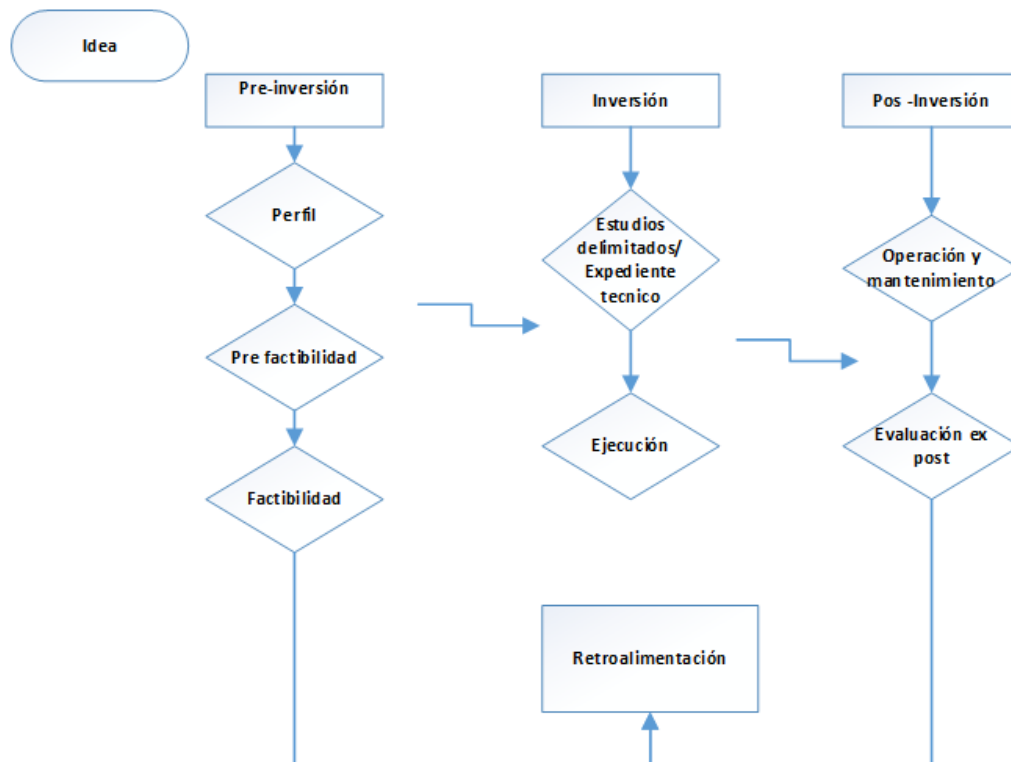 Idea
Pre-inversión
Perfil
Pre factibilidad
Factibilidad
Inversión
Estudios
delimitados/
Expediente
tecnico
Ejecución
Pos -Inversión
Operación y
mantenimiento
Evaluación ex
post
Retroalimentación